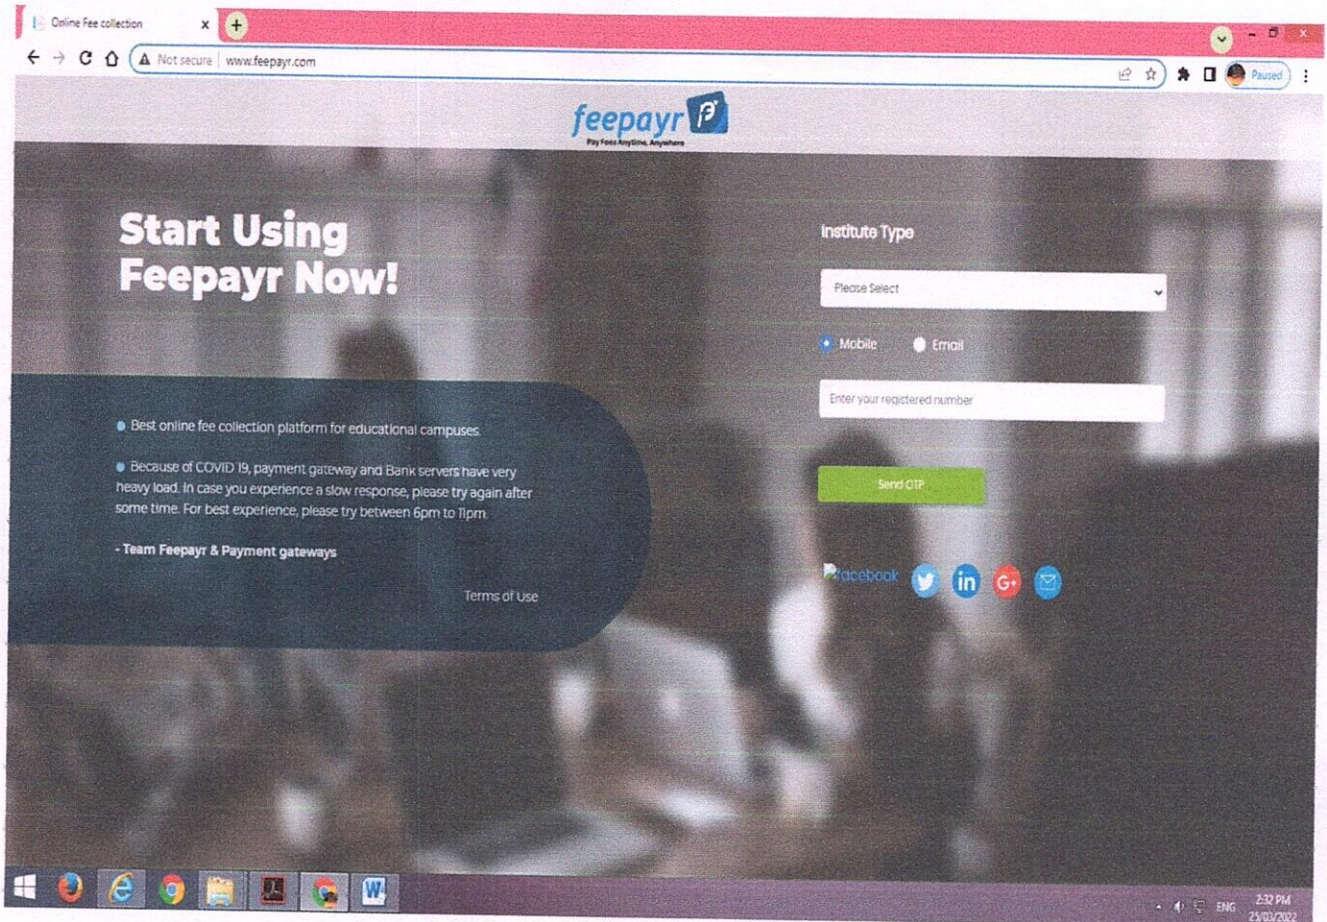 Online Fee collection
Not secure
www.feepayr.com
Paused
feepayr
Pay Fees Anytime, Anywhere
Start Using
Feepayr Now!
Best online fee collection platform for educational campuses.
Because of COVID 19, payment gateway and Bank servers have very
heavy load. In case you experience a slow response, please try again after
some time. For best experience, please try between 6pm to 11pm.
- Team Feepayr & Payment gateways
Terms of Use
Institute Type
Please Select
Mobile
Email
Enter your registered number
Send OTP
facebook
in
G+
W
ENG
2:32 PM
25/03/2022